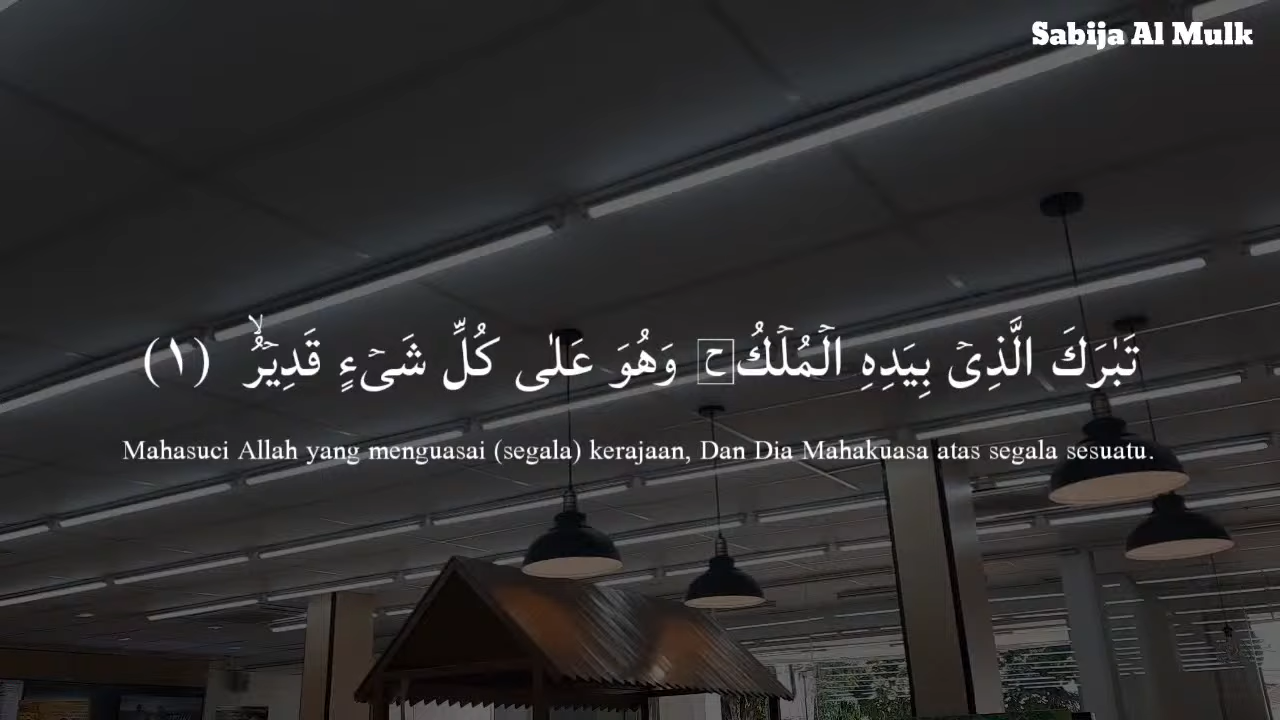 Sabija Al Mulk
تَبٰرَكَ الَّذِىۡ بِيَدِهِ الۡمُلۡكُ ح وَهُوَ عَلٰى كُلِّ شَىۡءٍ قَدِيۡرُۙ (١)
Mahasuci Allah yang menguasai (segala) kerajaan, Dan Dia Mahakuasa atas segala sesuatu.